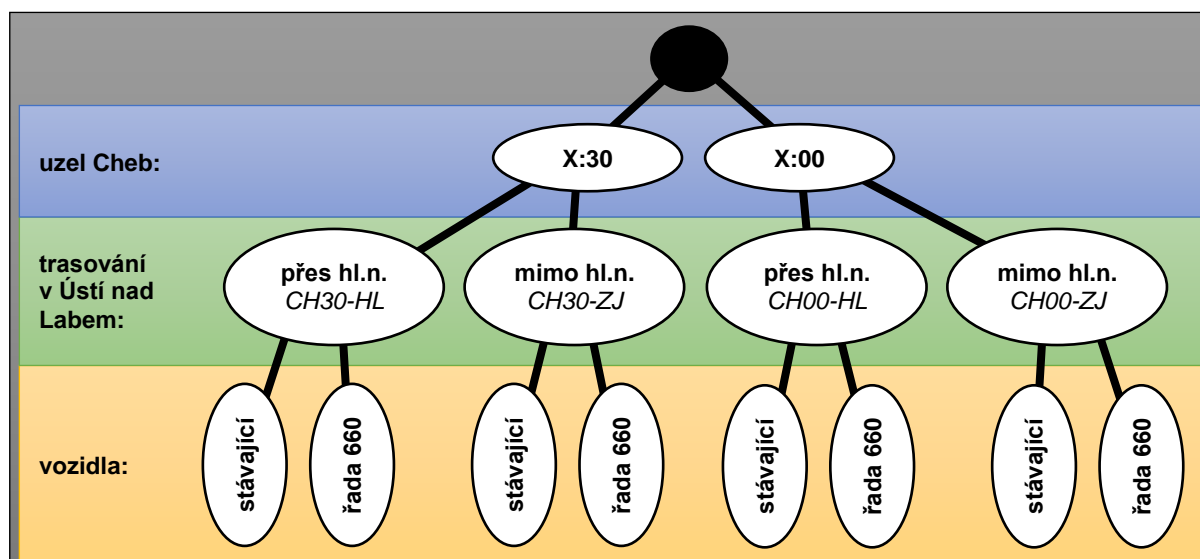 uzel Cheb:
X:30
X:00
trasování
v Ústí nad
Labem:
přes hl.n.
CH30-HL
mimo hl.n.
CH30-ZJ
přes hl.n.
CH00-HL
mimo hl.n.
CH00-ZJ
vozidla:
stávající
řada 660
stávající
řada 660
stávající
řada 660
stávající
řada 660